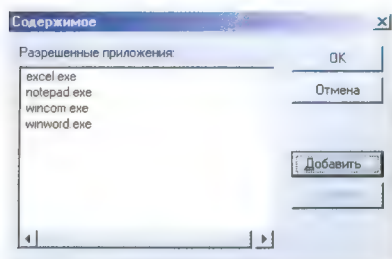 Содержимое
Разрешенные приложения:
OK
excel.exe
notepad.exe
wincom.exe
winword.exe
Отмена
Добавить